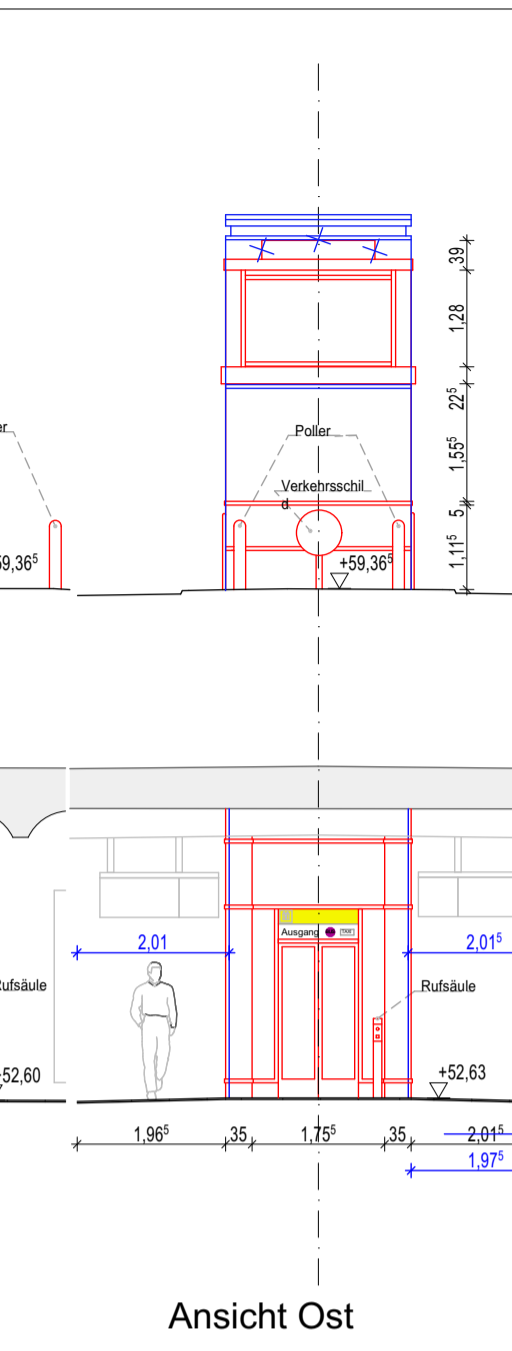 39
1,28
22⁵
1,55⁵
5
1,11⁵
er
Poller
Verkehrsschil
d
59,36⁵
+59,36⁵
Ausgang
TAXI
2,01
2,01⁵
Rufsäule
Rufsäule
+52,60
+52,63
1,96⁵
35
1,75⁵
35
2,01⁵
1,97⁵
Ansicht Ost